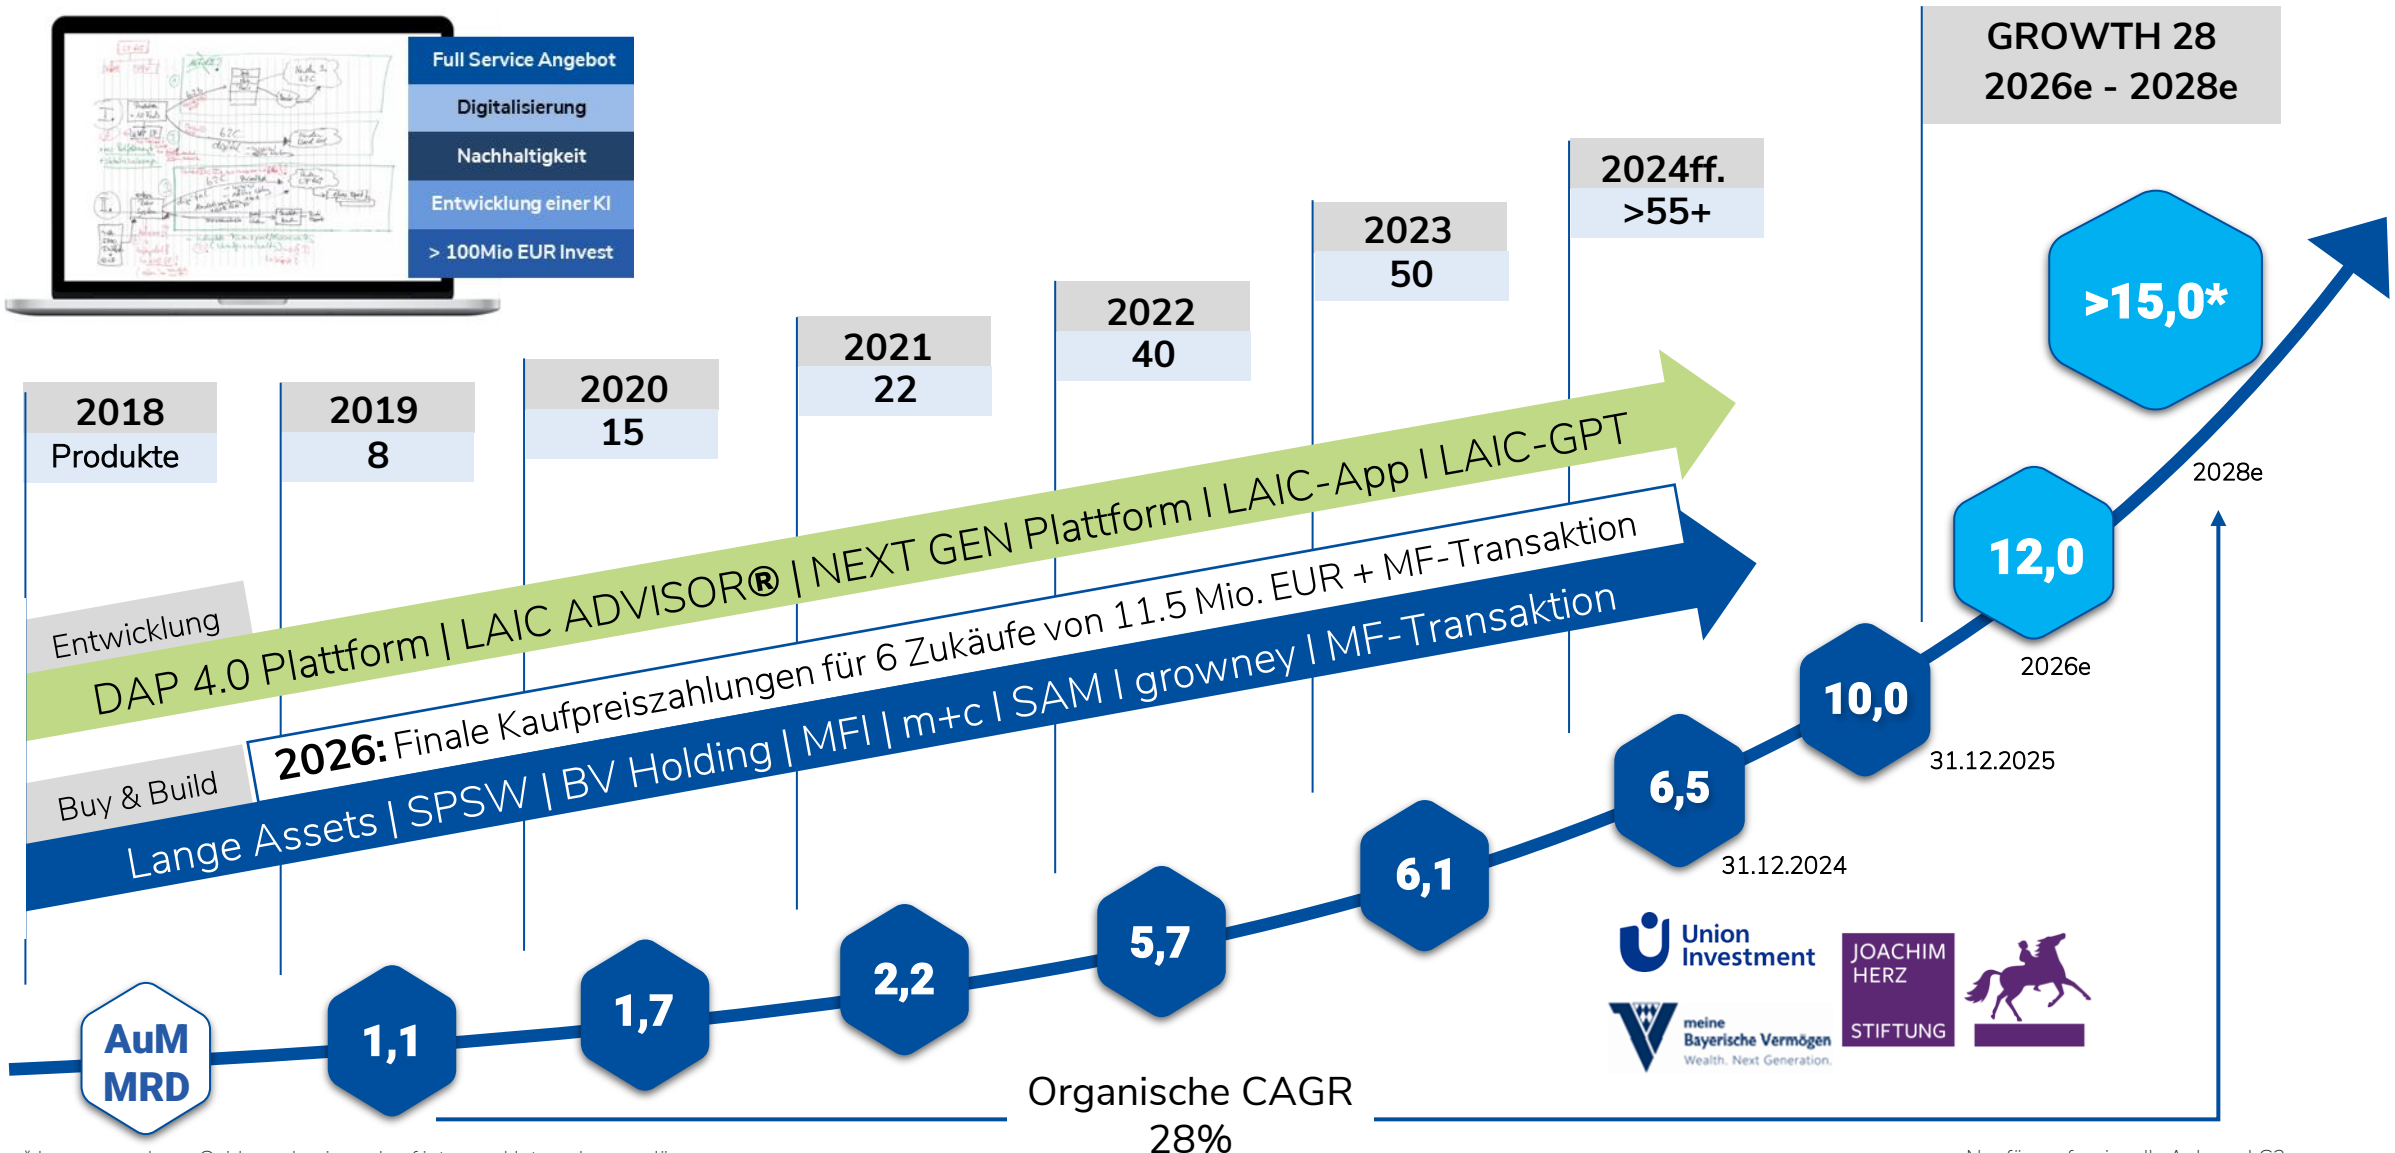 Full Service Angebot
Digitalisierung
Nachhaltigkeit
Entwicklung einer KI
> 100Mio EUR Invest
GROWTH 28
2026e - 2028e
2018
Produkte
2019
8
2020
15
2021
22
2022
40
2023
50
2024ff.
>55+
>15,0*
2028e
12,0
2026e
10,0
31.12.2025
6,5
31.12.2024
6,1
5,7
2,2
1,7
1,1
AuM
MRD
Entwicklung
DAP 4.0 Plattform | LAIC ADVISOR® | NEXT GEN Plattform I LAIC-App I LAIC-GPT
Buy & Build
2026: Finale Kaufpreiszahlungen für 6 Zukäufe von 11.5 Mio. EUR + MF-Transaktion
Lange Assets | SPSW | BV Holding | MFI | m+c I SAM I growney I MF-Transaktion
Union
Investment
JOACHIM
HERZ
STIFTUNG
meine
Bayerische Vermögen
Wealth. Next Generation.
Organische CAGR
28%